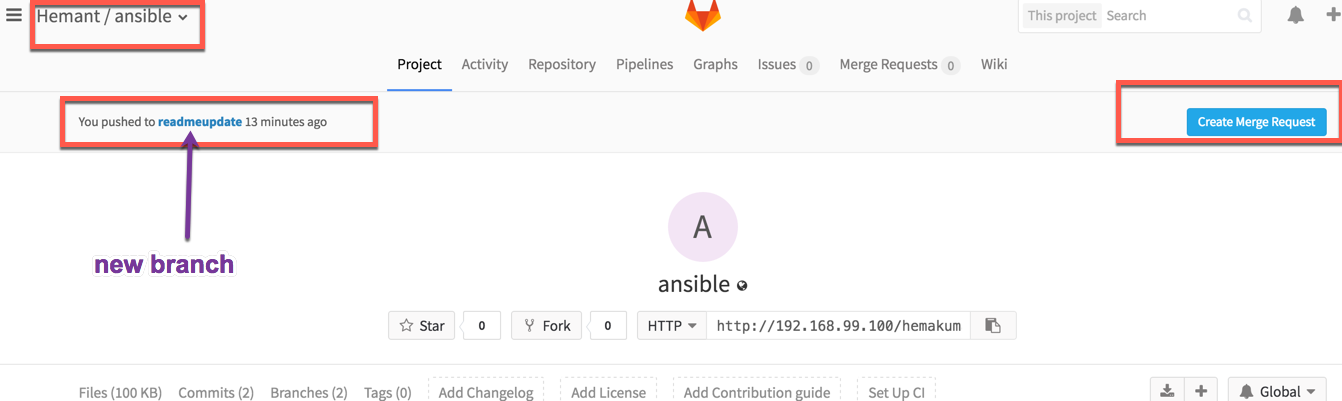 Hemant / ansible
This project Search
Project Activity Repository Pipelines Graphs Issues 0 Merge Requests 0 Wiki
You pushed to readmeupdate 13 minutes ago
Create Merge Request
new branch
A
ansible
Star 0 Fork 0 HTTP http://192.168.99.100/hemakum
Files (100 KB) Commits (2) Branches (2) Tags (0) Add Changelog Add License Add Contribution guide Set Up CI Global